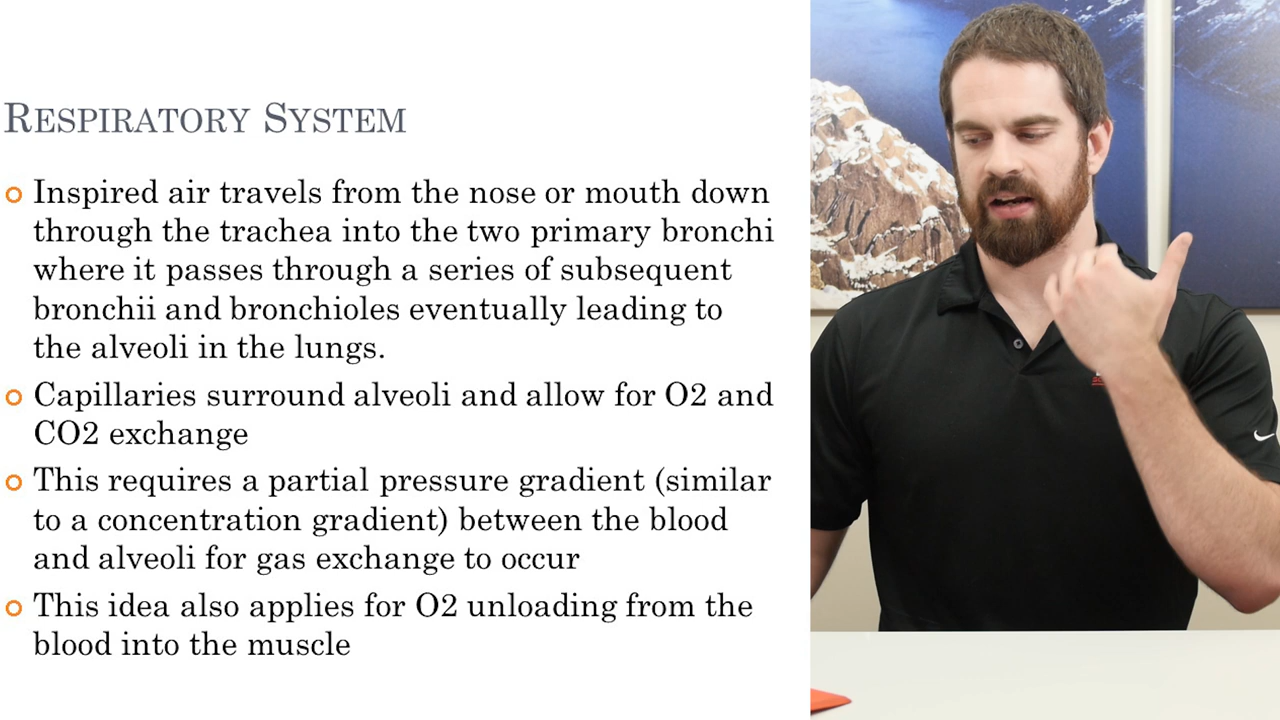 RESPIRATORY SYSTEM
Inspired air travels from the nose or mouth down
through the trachea into the two primary bronchi
where it passes through a series of subsequent
bronchii and bronchioles eventually leading to
the alveoli in the lungs.
Capillaries surround alveoli and allow for O2 and
CO2 exchange
This requires a partial pressure gradient (similar
to a concentration gradient) between the blood
and alveoli for gas exchange to occur
This idea also applies for O2 unloading from the
blood into the muscle